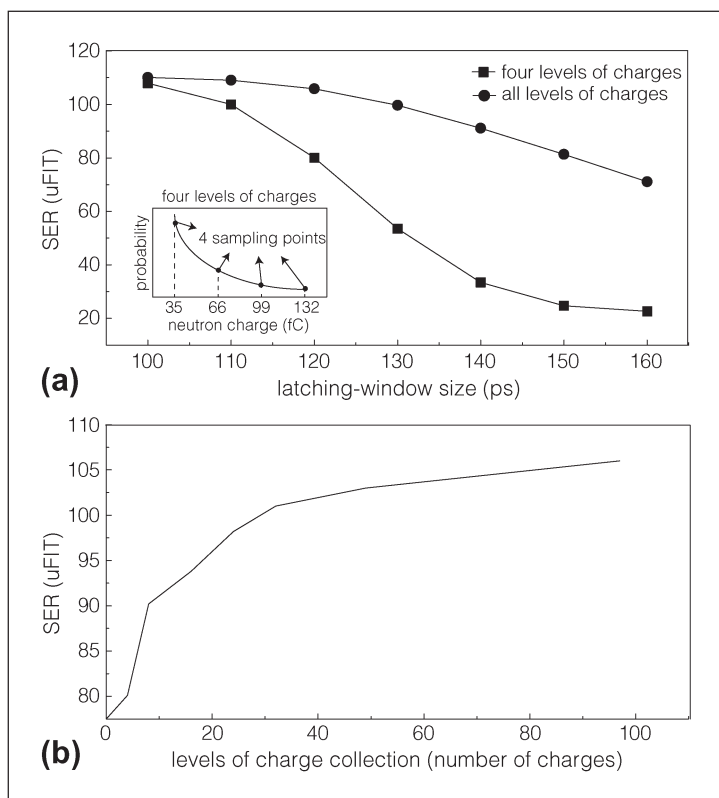 120
100
80
60
40
20
SER (uFIT)
four levels of charges
all levels of charges
four levels of charges
probability
4 sampling points
35 66 99 132
neutron charge (fC)
100 110 120 130 140 150 160
(a)
latching-window size (ps)
110
105
100
95
90
85
80
SER (uFIT)
0 20 40 60 80 100
(b)
levels of charge collection (number of charges)